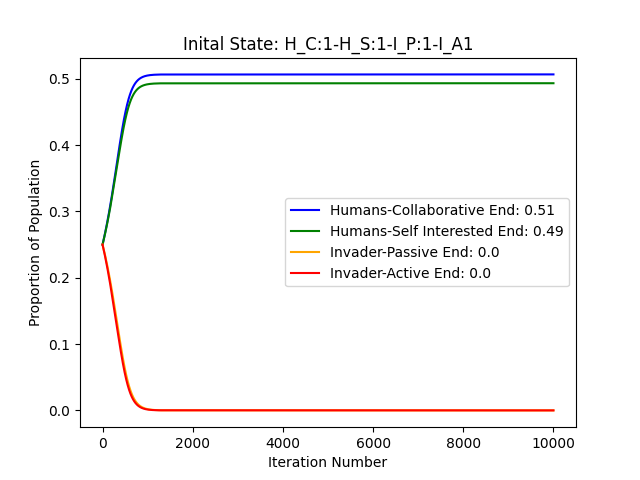 Inital State: H_C:1-H_S:1-I_P:1-I_A1
0.5
0.4
0.3
0.2
0.1
0.0
Proportion of Population
Humans-Collaborative End: 0.51
Humans-Self Interested End: 0.49
Invader-Passive End: 0.0
Invader-Active End: 0.0
0 2000 4000 6000 8000 10000
Iteration Number